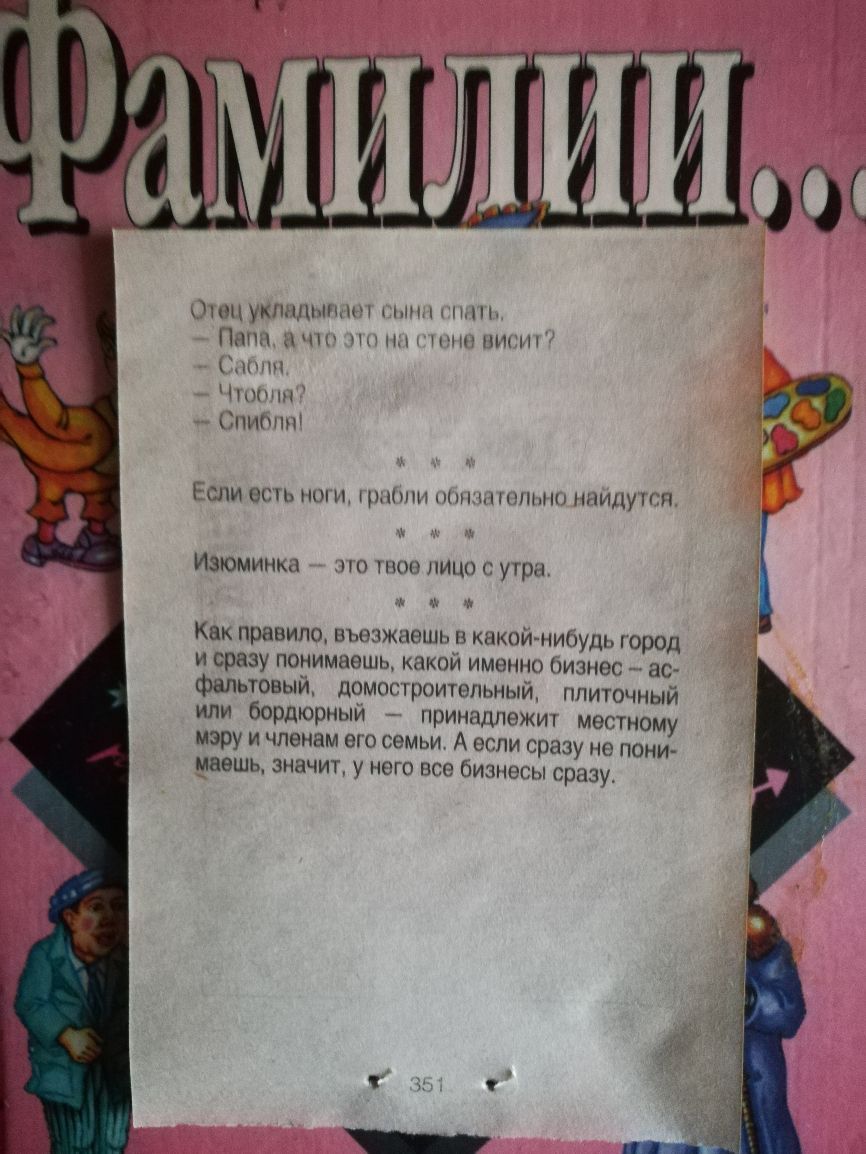 Фамилии...
Отец укладывает сына спать.
— Папа, а что это на стене висит?
— Сабля.
— Чтобля?
— Спибля!
* * *
Если есть ноги, грабли обязательно найдутся.
* * *
Изюминка — это твое лицо с утра.
* * *
Как правило, въезжаешь в какой-нибудь город
и сразу понимаешь, какой именно бизнес – ас-
фальтовый, домостроительный, плиточный
или бордюрный — принадлежит местному
мэру и членам его семьи. А если сразу не пони-
маешь, значит, у него все бизнесы сразу.
351